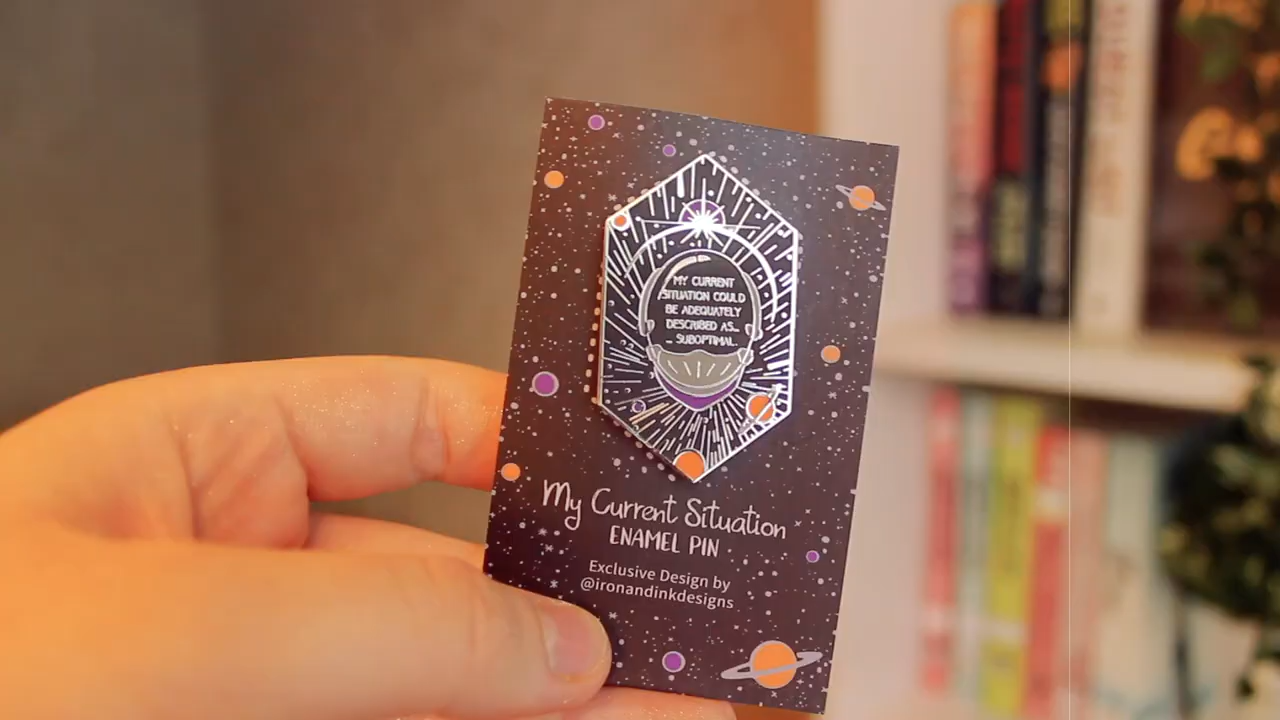 MY CURRENT
SITUATION COULD
BE ADEQUATELY
DESCRIBED AS...
... SUBOPTIMAL.
My Current Situation
ENAMEL PIN
Exclusive Design by
@ironandinkdesigns